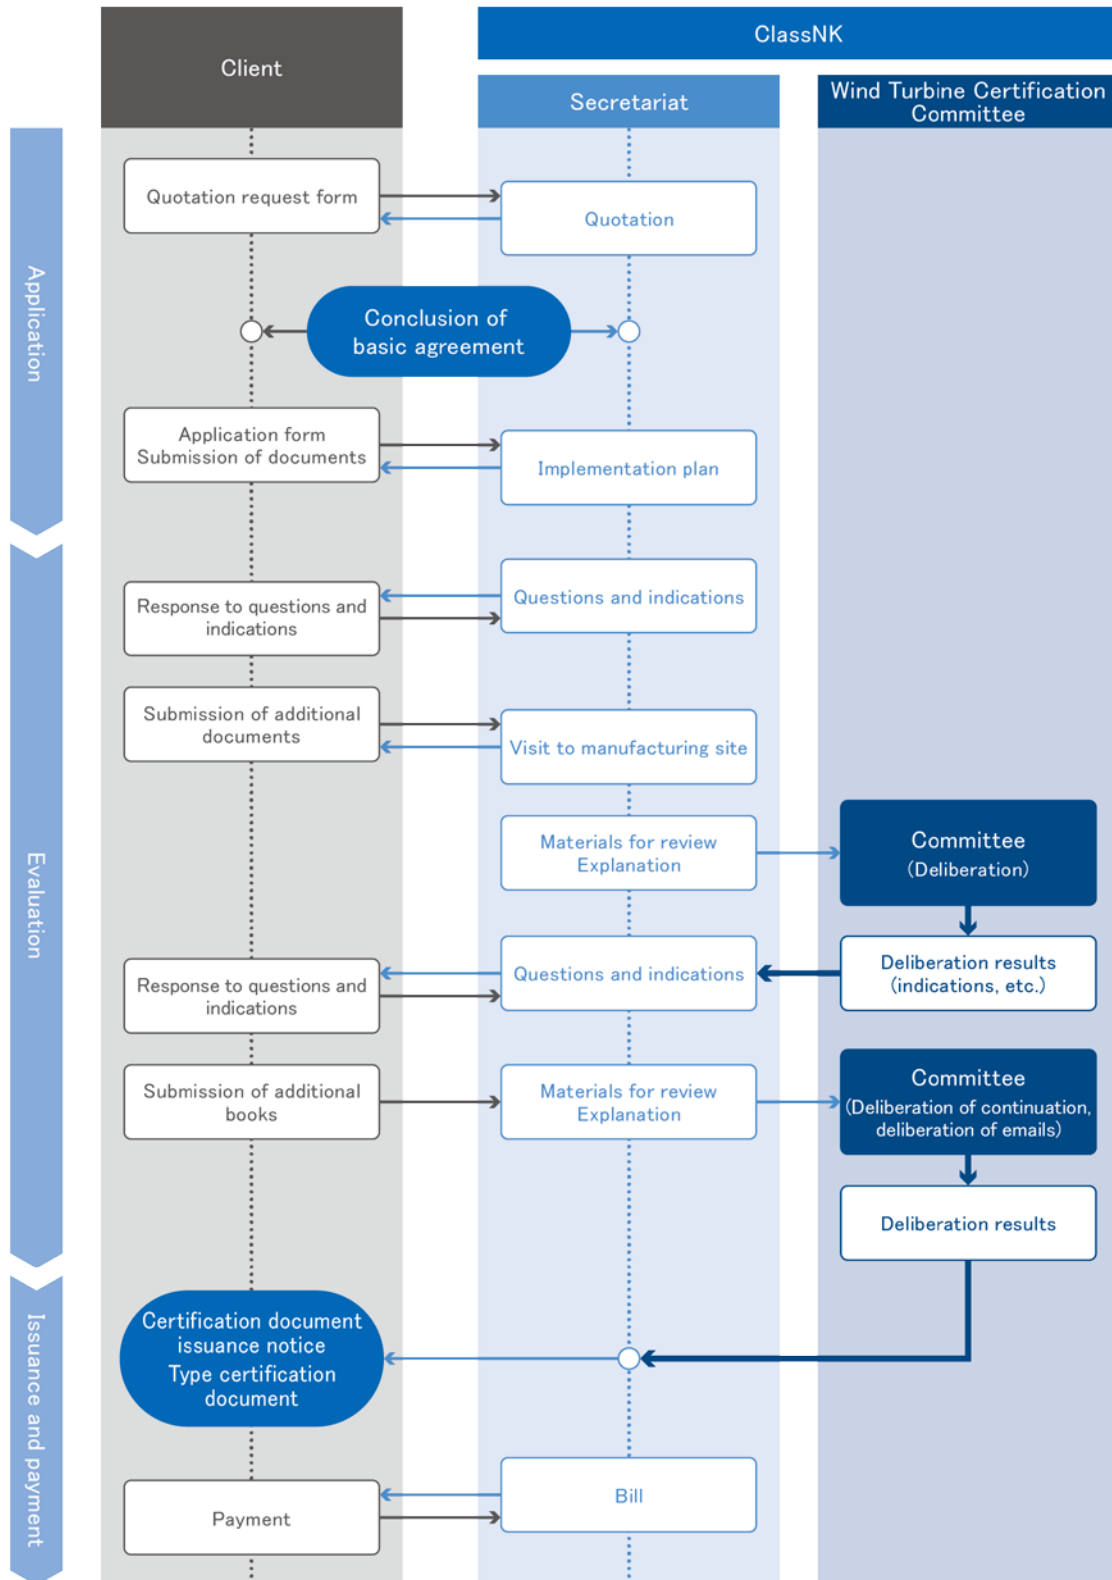 Client
ClassNK
Secretariat
Wind Turbine Certification
Committee
Application
Quotation request form
Quotation
Conclusion of
basic agreement
Application form
Submission of documents
Implementation plan
Evaluation
Questions and indications
Response to questions and
indications
Submission of additional
documents
Visit to manufacturing site
Materials for review
Explanation
Committee
(Deliberation)
Deliberation results
(indications, etc.)
Questions and indications
Response to questions and
indications
Submission of additional
books
Materials for review
Explanation
Committee
(Deliberation of continuation,
deliberation of emails)
Deliberation results
Issuance and payment
Certification document
issuance notice
Type certification
document
Bill
Payment